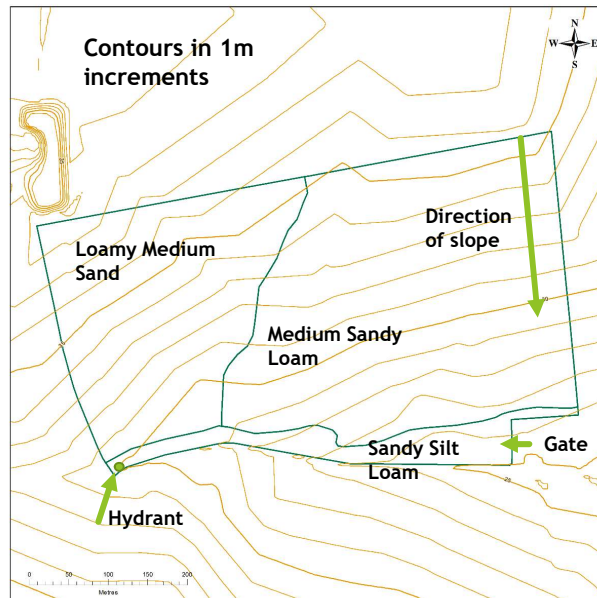 Contours in 1m
increments
N
W E
S
Direction
of slope
Loamy Medium
Sand
Medium Sandy
Loam
Sandy Silt
Loam
Gate
Hydrant
0 50 100 150 200
Metres